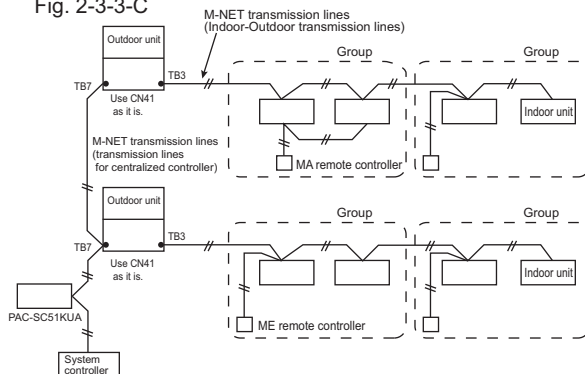 Fig. 2-3-3-C
M-NET transmission lines
(Indoor-Outdoor transmission lines)
Outdoor unit
Group
Group
TB7
TB3
Use CN41
as it is.
Indoor unit
M-NET transmission lines
(transmission lines
for centralized controller)
MA remote controller
Outdoor unit
Group
Group
TB7
TB3
Use CN41
as it is.
Indoor unit
PAC-SC51KUA
ME remote controller
System
controller